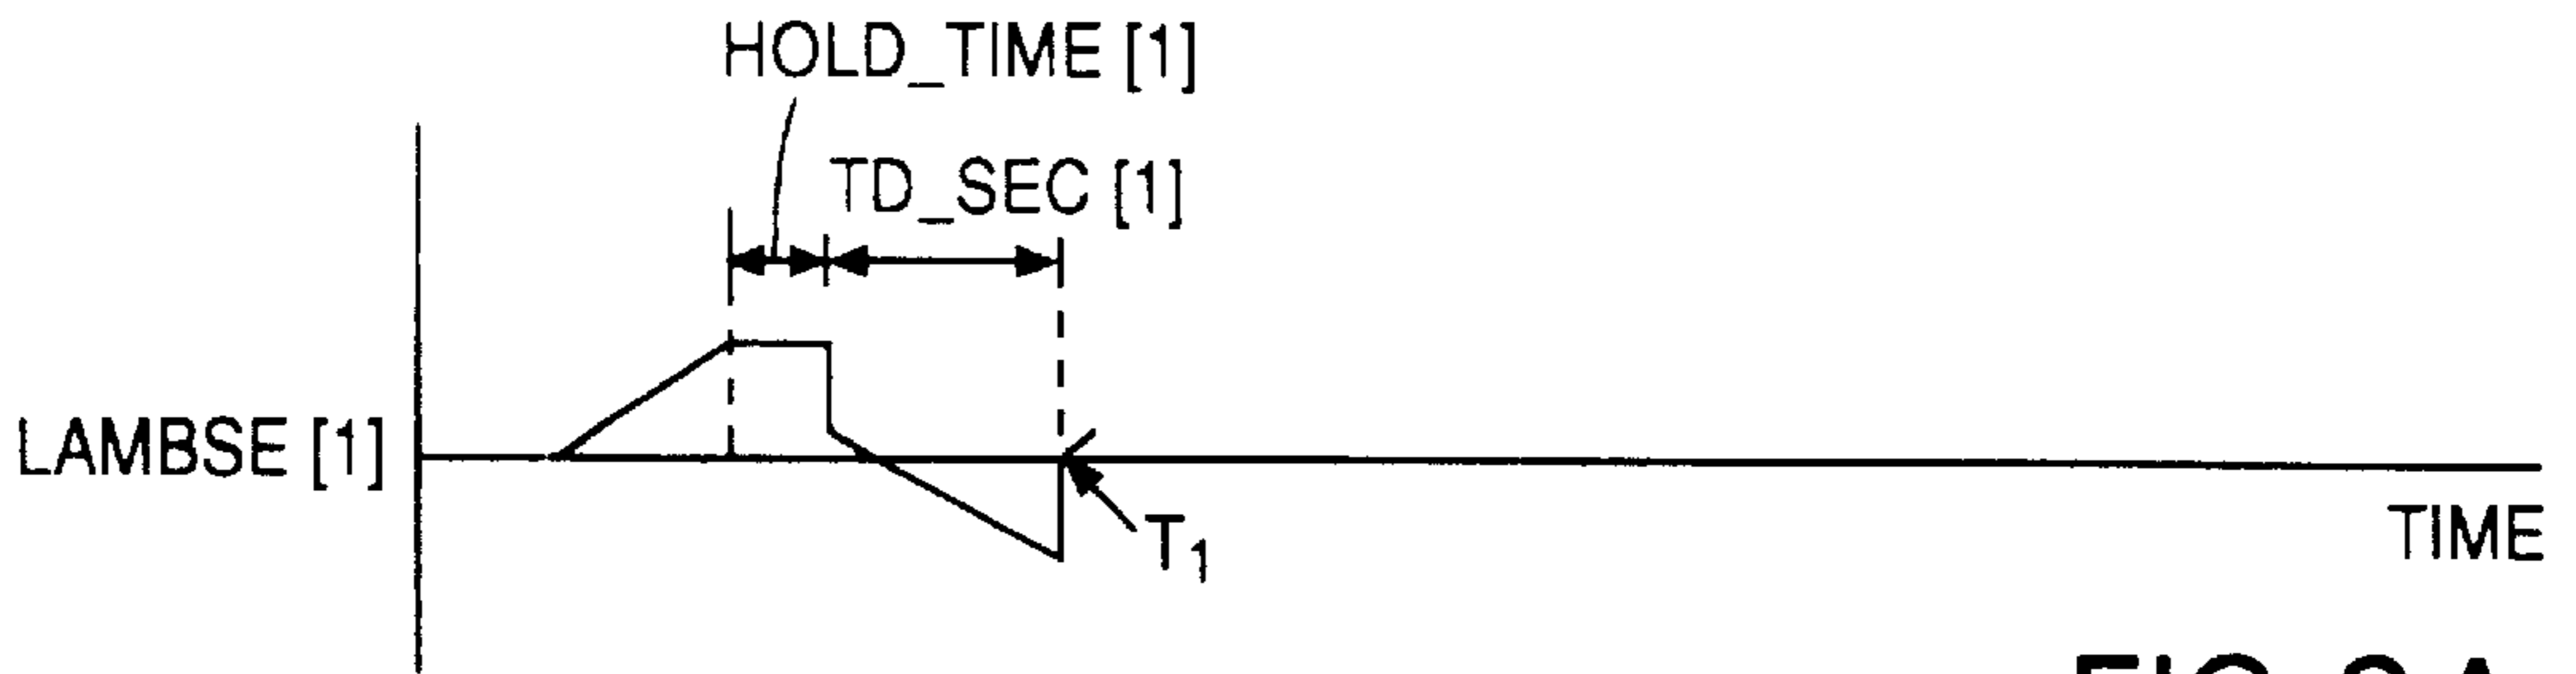 HOLD_TIME [1]
TD_SEC [1]
LAMBSE [1]
T1
TIME